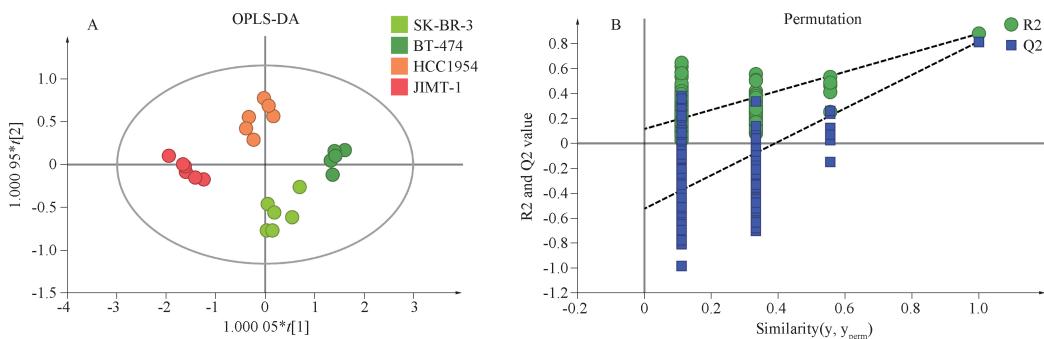 A
OPLS-DA
SK-BR-3
BT-474
HCC1954
JIMT-1
1.0
0.5
0
-0.5
-1.0
-1.5
-4
-3
-2
-1
0
1
2
3
4
1.000 95*t[2]
1.000 05*t[1]
B
Permutation
R2
Q2
0.8
0.6
0.4
0.2
0
-0.2
-0.4
-0.6
-0.8
-1.0
-1.2
-0.2
0
0.2
0.4
0.6
0.8
1.0
R2 and Q2 value
Similarity(y, yperm)